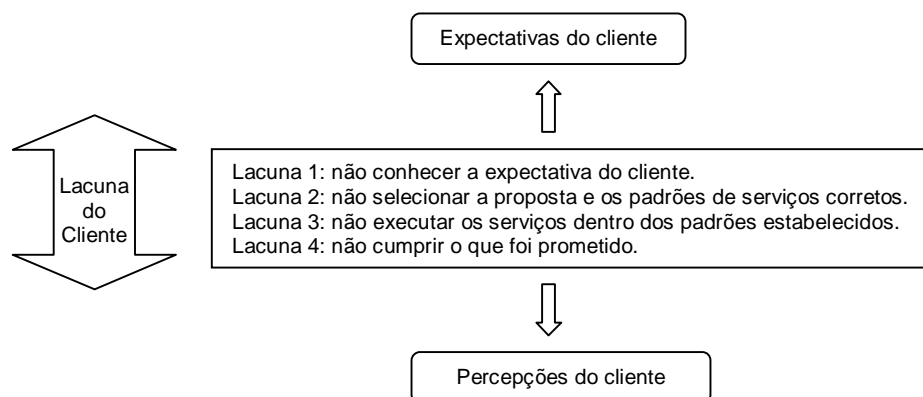 Expectativas do cliente
Lacuna
do
Cliente
Lacuna 1: não conhecer a expectativa do cliente.
Lacuna 2: não selecionar a proposta e os padrões de serviços corretos.
Lacuna 3: não executar os serviços dentro dos padrões estabelecidos.
Lacuna 4: não cumprir o que foi prometido.
Percepções do cliente